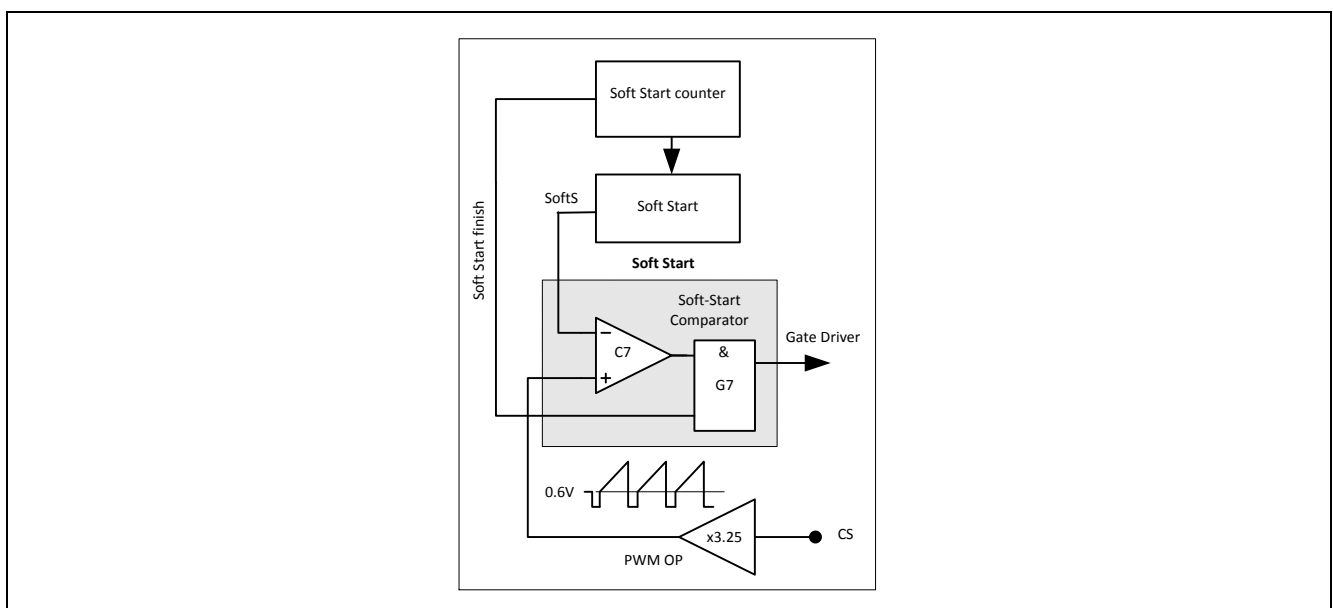 Soft Start counter
SoftS
Soft Start
Soft Start finish
Soft Start
Soft-Start
Comparator
Gate Driver
−
C7
+
&
G7
0.6V
x3.25
CS
PWM OP